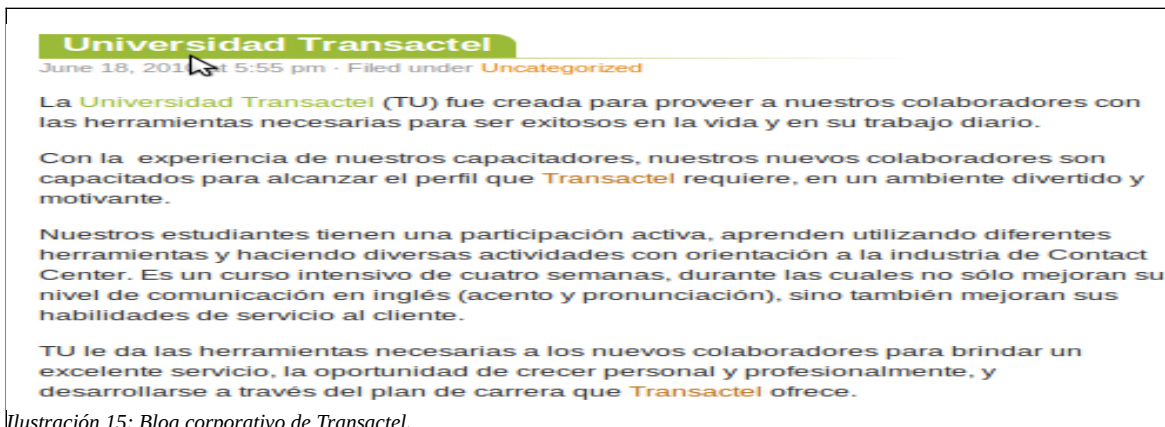 Universidad Transactel
June 18, 2010 at 5:55 pm · Filed under Uncategorized
La Universidad Transactel (TU) fue creada para proveer a nuestros colaboradores con
las herramientas necesarias para ser exitosos en la vida y en su trabajo diario.
Con la experiencia de nuestros capacitadores, nuestros nuevos colaboradores son
capacitados para alcanzar el perfil que Transactel requiere, en un ambiente divertido y
motivante.
Nuestros estudiantes tienen una participación activa, aprenden utilizando diferentes
herramientas y haciendo diversas actividades con orientación a la industria de Contact
Center. Es un curso intensivo de cuatro semanas, durante las cuales no sólo mejoran su
nivel de comunicación en inglés (acento y pronunciación), sino también mejoran sus
habilidades de servicio al cliente.
TU le da las herramientas necesarias a los nuevos colaboradores para brindar un
excelente servicio, la oportunidad de crecer personal y profesionalmente, y
desarrollarse a través del plan de carrera que Transactel ofrece.
Ilustración 15: Blog corporativo de Transactel.